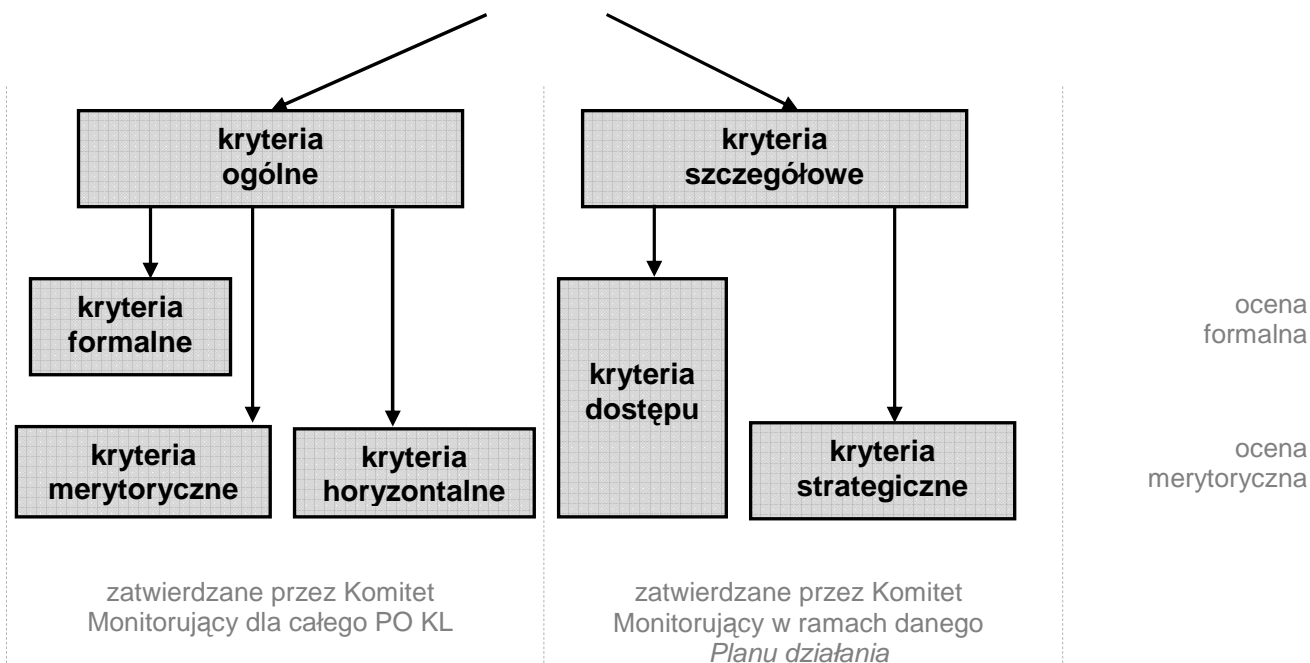 kryteria
ogólne
kryteria
szczegółowe
kryteria
formalne
ocena
formalna
kryteria
dostępu
kryteria
merytoryczne
kryteria
horyzontalne
kryteria
strategiczne
ocena
merytoryczna
zatwierdzane przez Komitet
Monitorujący dla całego PO KL
zatwierdzane przez Komitet
Monitorujący w ramach danego
Planu działania